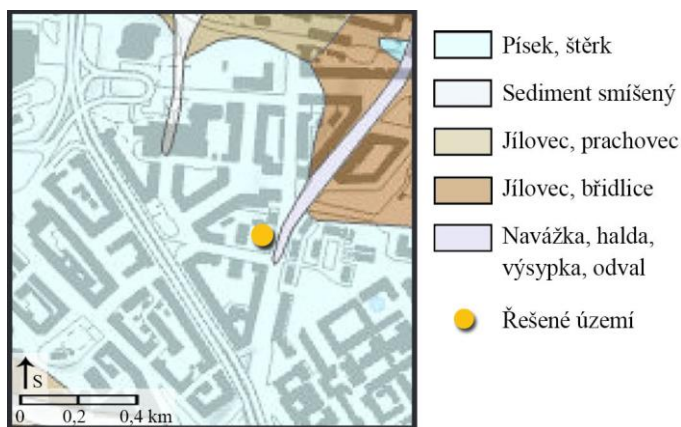 Písek, štěrk
Sediment smíšený
Jílovec, prachovec
Jílovec, břidlice
Navážka, halda,
výsypka, odval
Řešené území
S
0 0,2 0,4 km